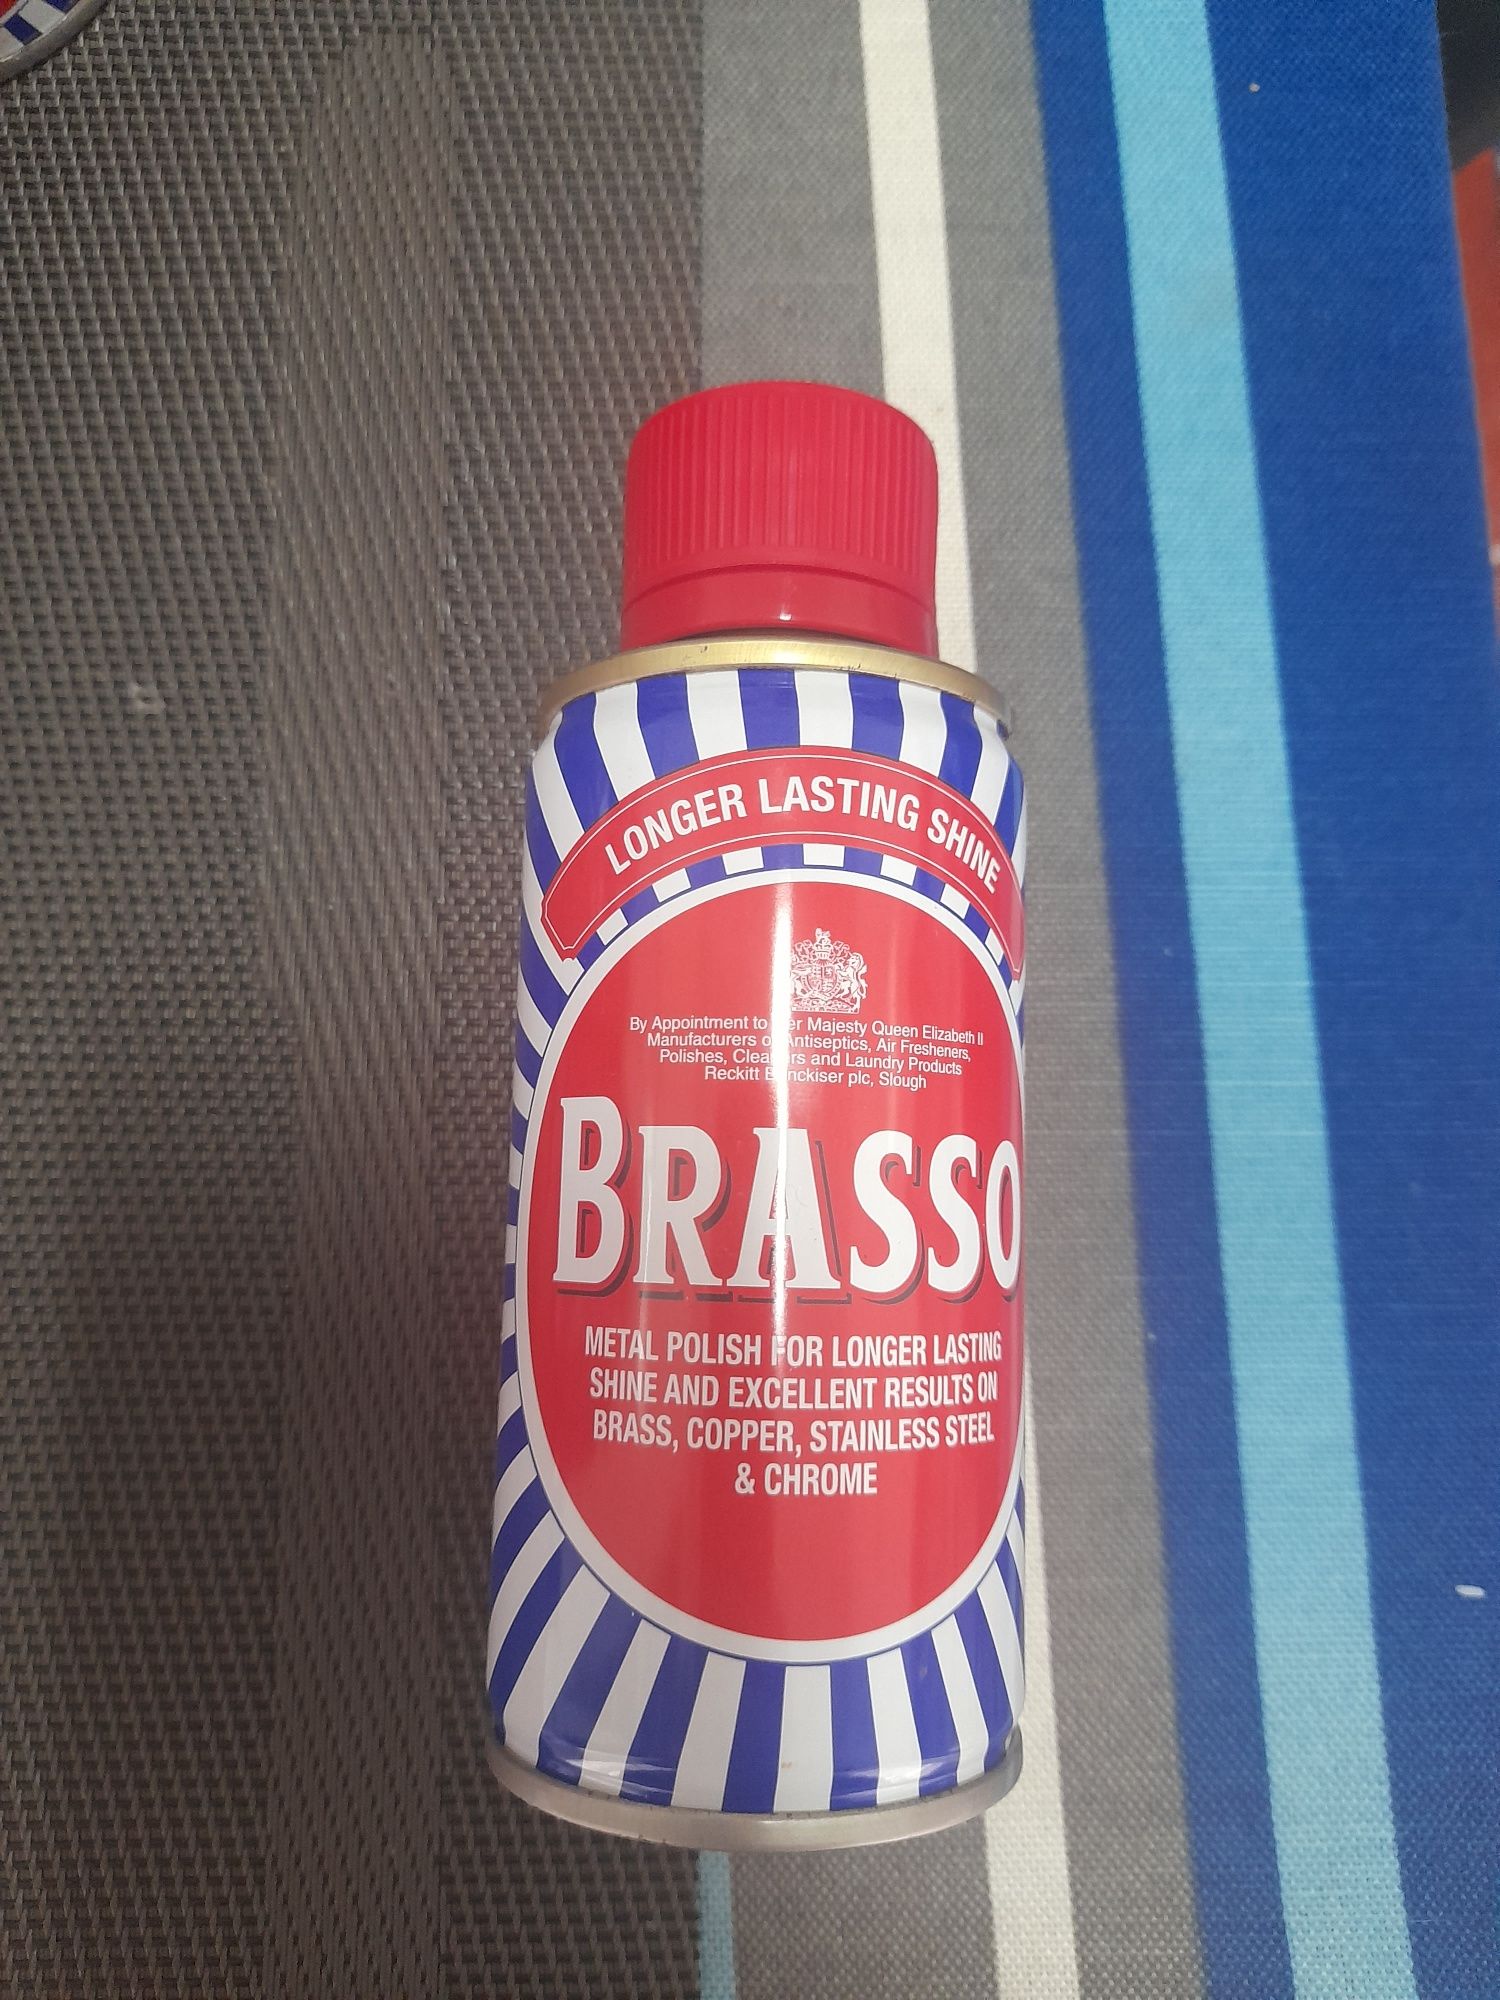 LONGER LASTING SHINE
By Appointment to Her Majesty Queen Elizabeth II
Manufacturers of Antiseptics, Air Fresheners,
Polishes, Cleaners and Laundry Products
Reckitt Benckiser plc, Slough
BRASSO
METAL POLISH FOR LONGER LASTING
SHINE AND EXCELLENT RESULTS ON
BRASS, COPPER, STAINLESS STEEL
& CHROME